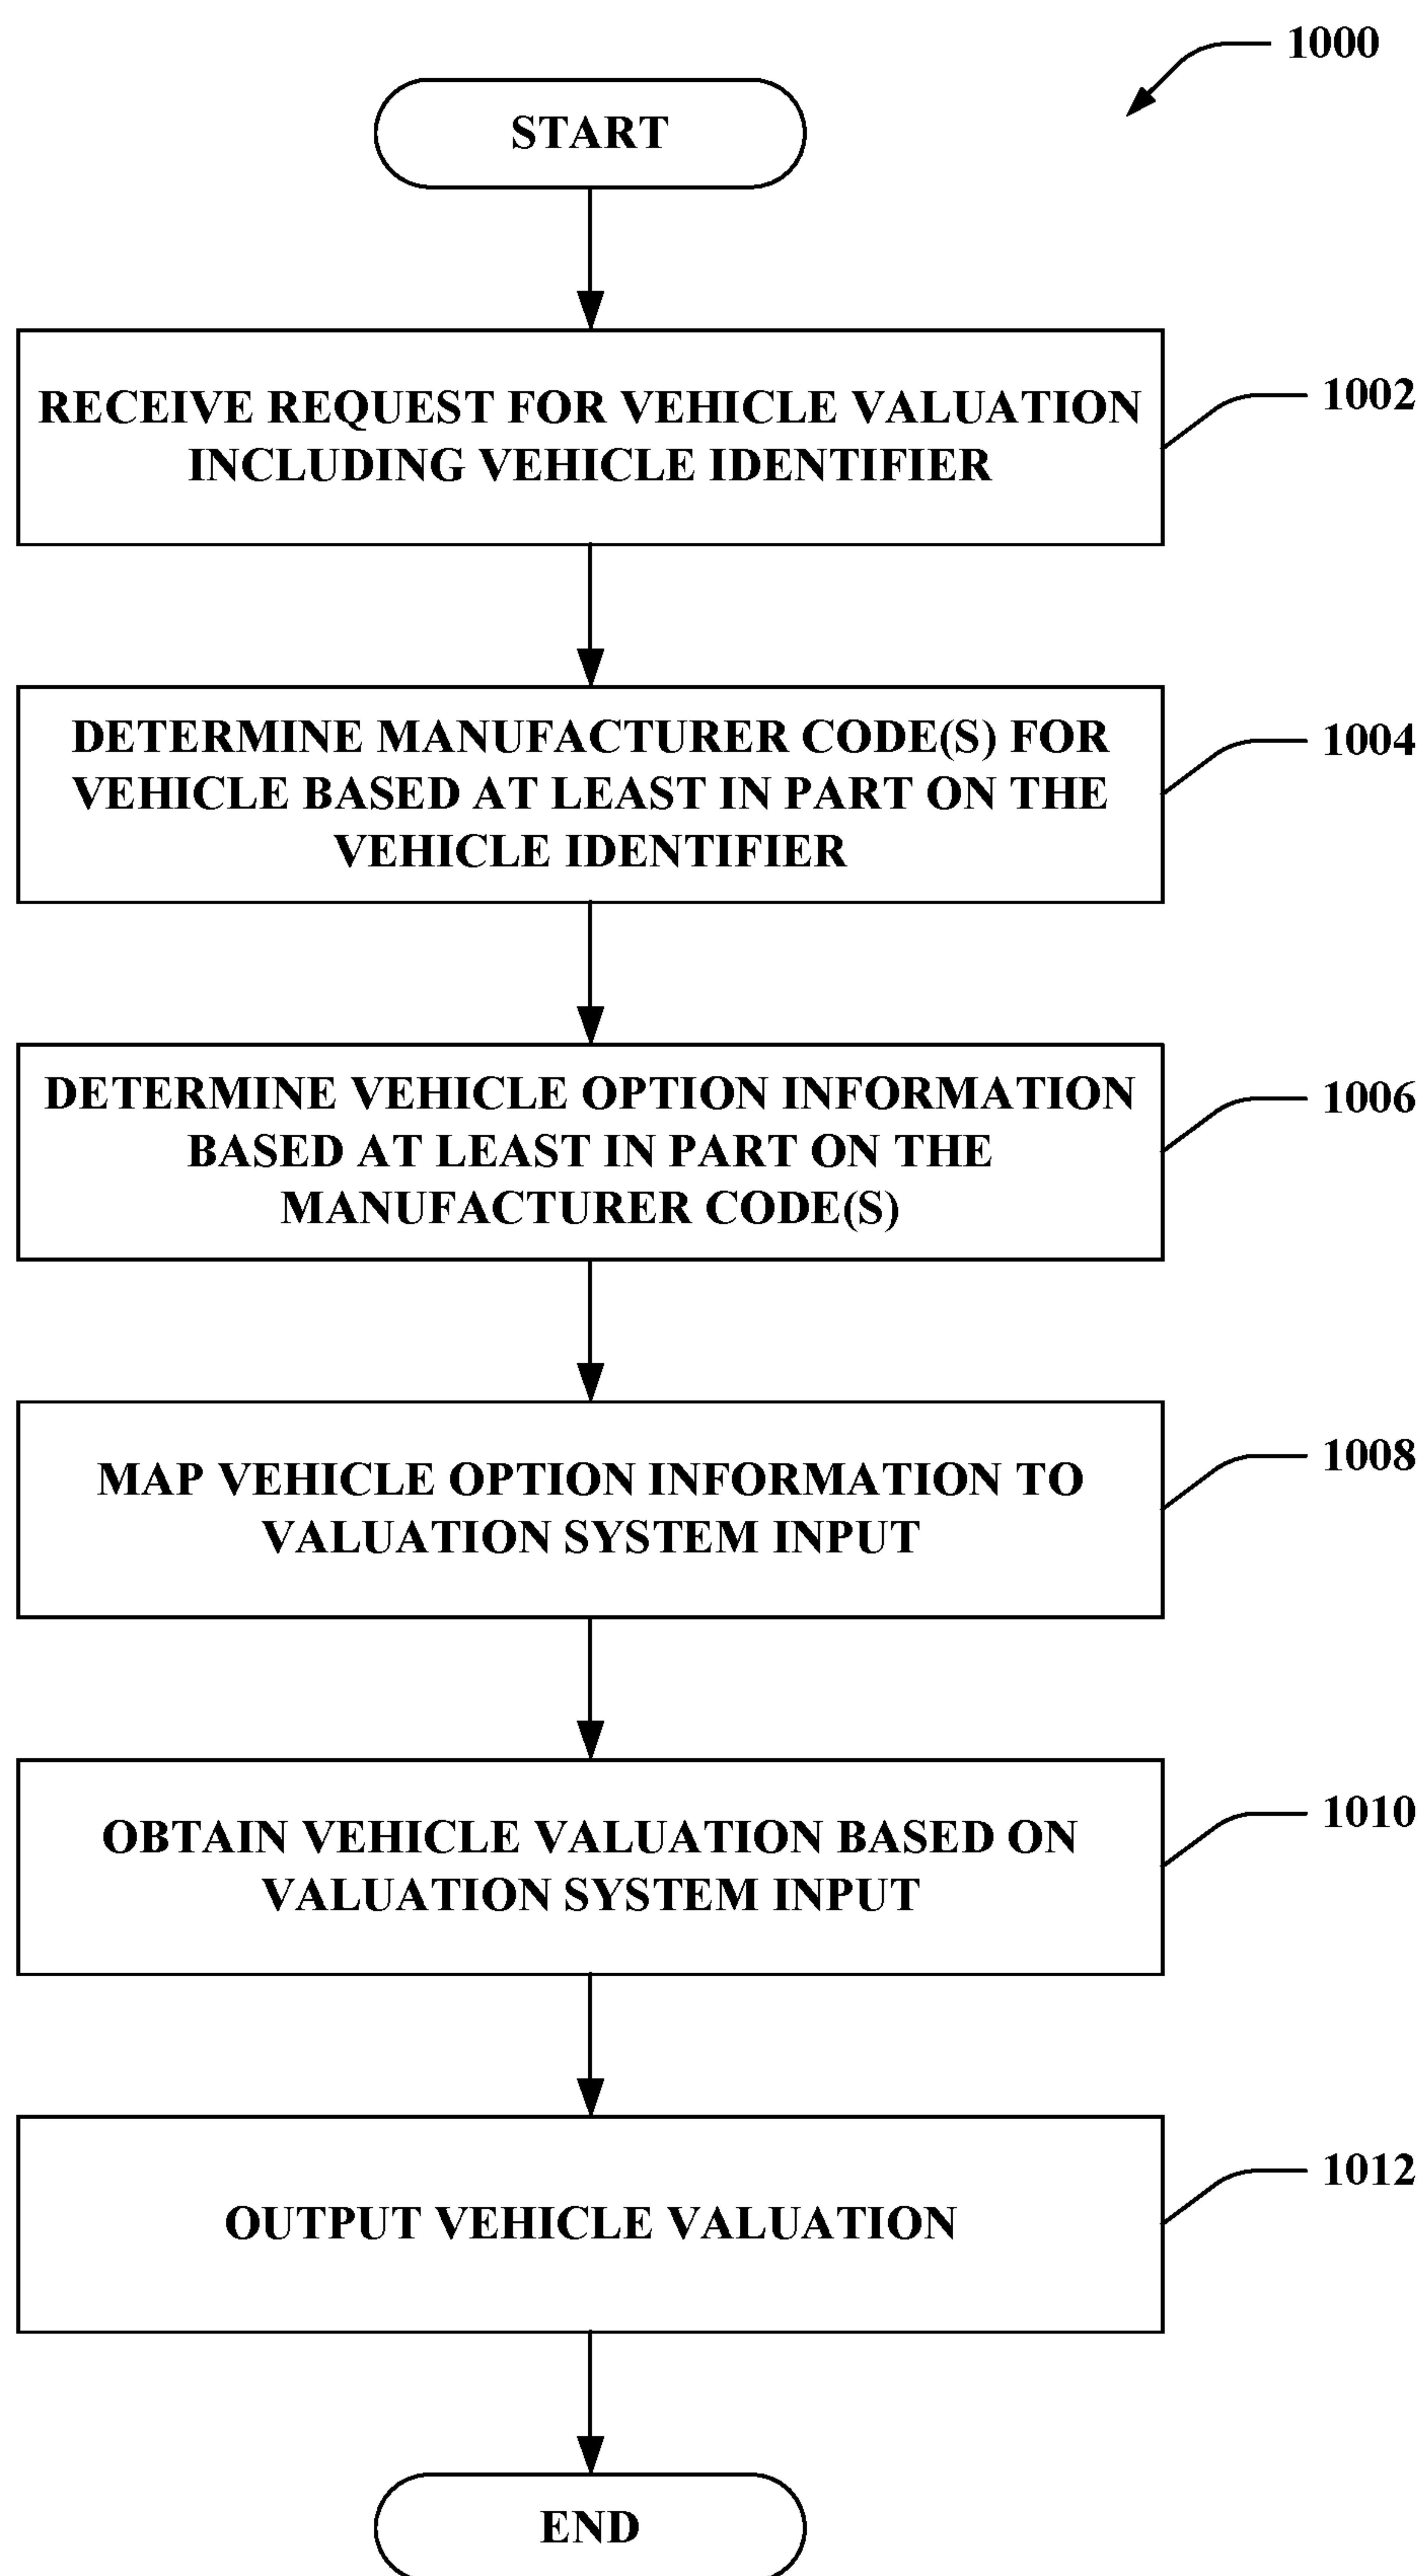 1000
START
RECEIVE REQUEST FOR VEHICLE VALUATION
INCLUDING VEHICLE IDENTIFIER
1002
DETERMINE MANUFACTURER CODE(S) FOR
VEHICLE BASED AT LEAST IN PART ON THE
VEHICLE IDENTIFIER
1004
DETERMINE VEHICLE OPTION INFORMATION
BASED AT LEAST IN PART ON THE
MANUFACTURER CODE(S)
1006
MAP VEHICLE OPTION INFORMATION TO
VALUATION SYSTEM INPUT
1008
OBTAIN VEHICLE VALUATION BASED ON
VALUATION SYSTEM INPUT
1010
OUTPUT VEHICLE VALUATION
1012
END